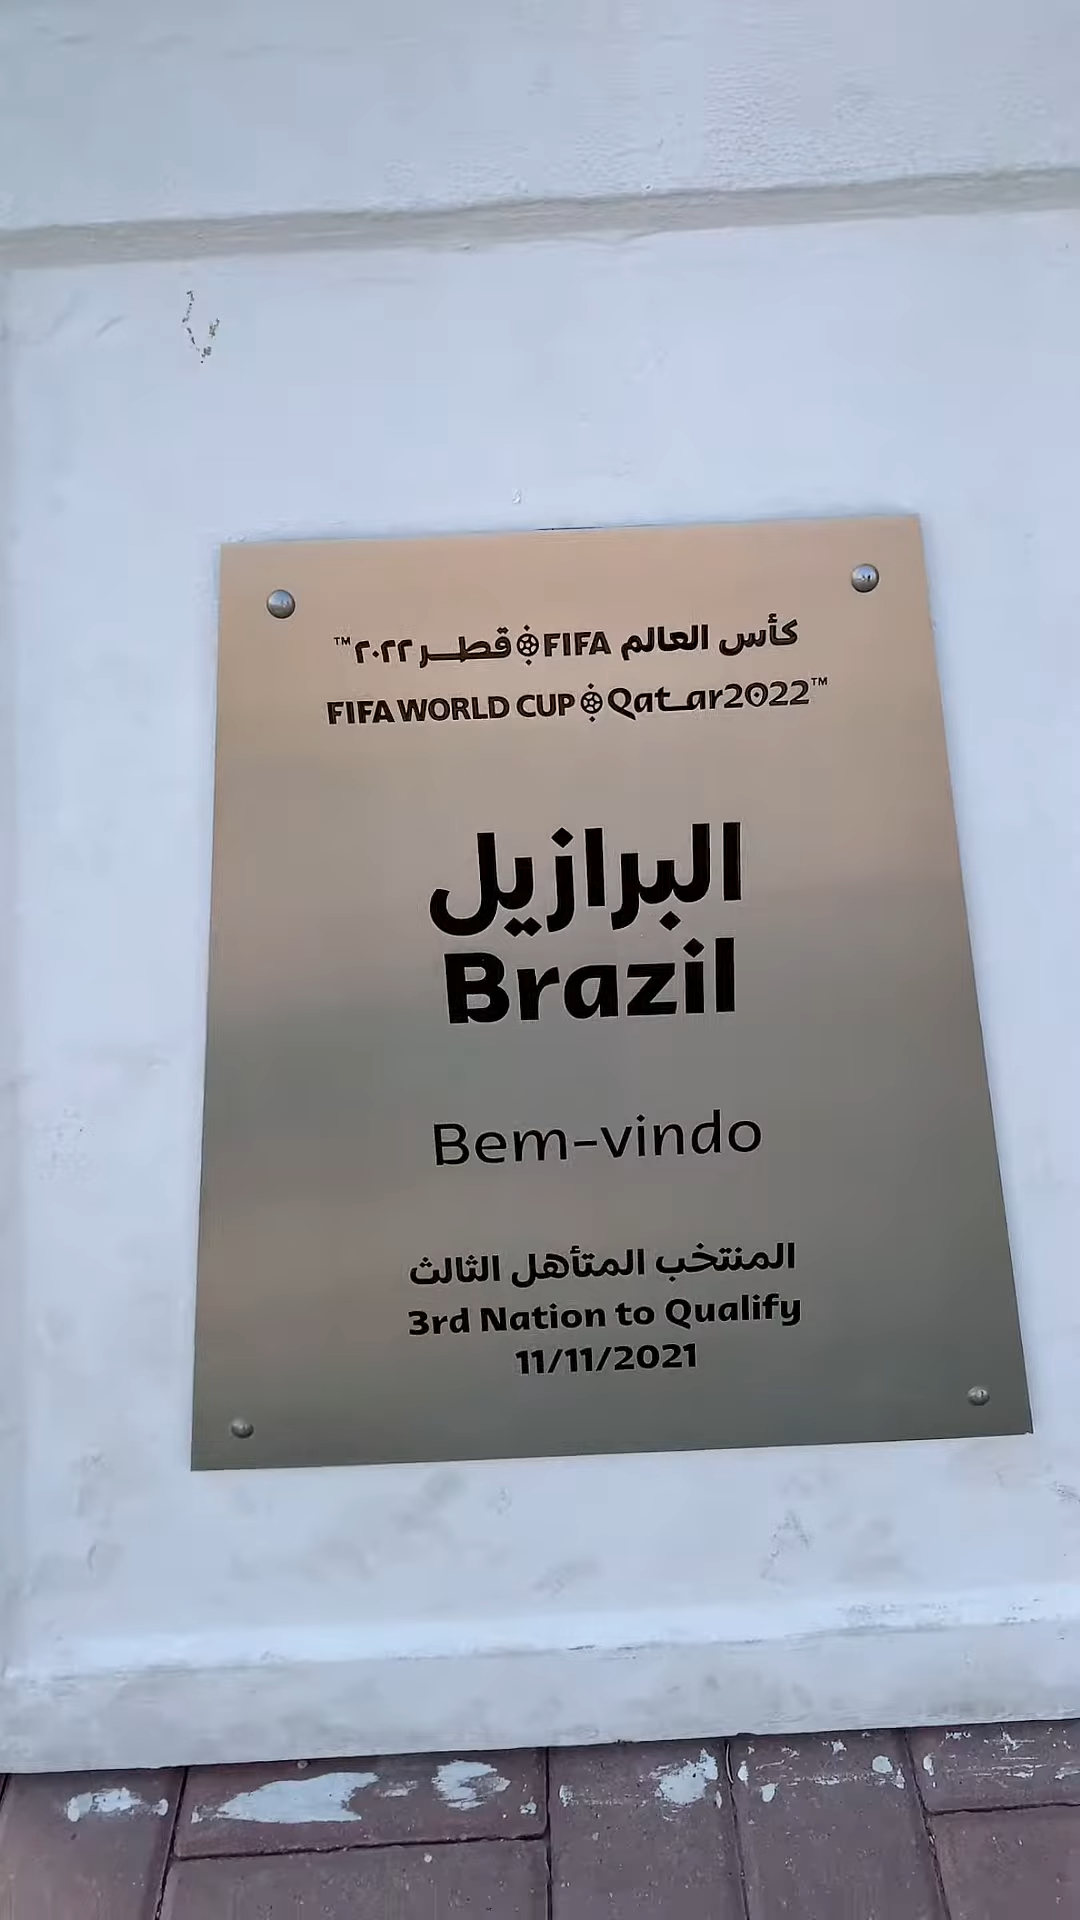 كأس العالم FIFA قطر ٢٠٢٢™
FIFA WORLD CUP Qatar2022™
البرازيل
Brazil
Bem-vindo
المنتخب المتأهل الثالث
3rd Nation to Qualify
11/11/2021